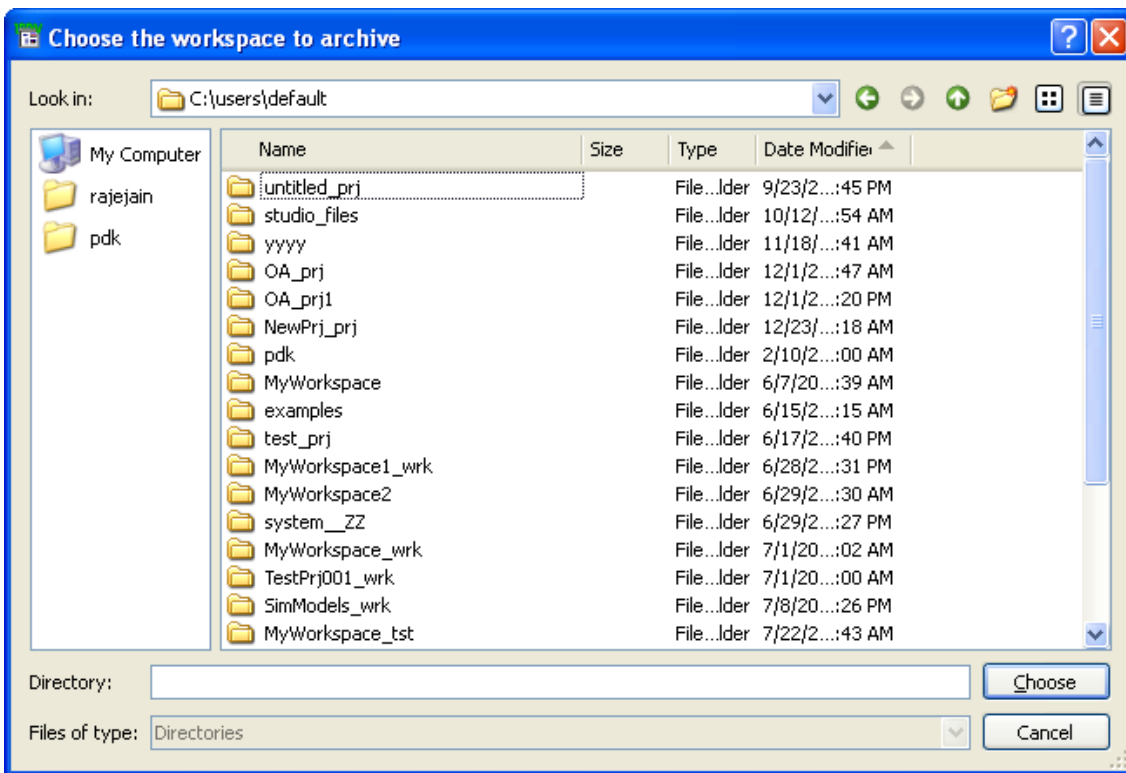 Choose the workspace to archive
Look in: C:\users\default
My Computer
rajejain
pdk
Name Size Type Date Modifie
untitled_prj File...lder 9/23/2...:45 PM
studio_files File...lder 10/12/...:54 AM
yyyy File...lder 11/18/...:41 AM
OA_prj File...lder 12/1/2...:47 AM
OA_prj1 File...lder 12/1/2...:20 PM
NewPrj_prj File...lder 12/23/...:18 AM
pdk File...lder 2/10/2...:00 AM
MyWorkspace File...lder 6/7/20...:39 AM
examples File...lder 6/15/2...:15 AM
test_prj File...lder 6/17/2...:40 PM
MyWorkspace1_wrk File...lder 6/28/2...:31 PM
MyWorkspace2 File...lder 6/29/2...:30 AM
system__ZZ File...lder 6/29/2...:27 PM
MyWorkspace_wrk File...lder 7/1/20...:02 AM
TestPrj001_wrk File...lder 7/1/20...:00 AM
SimModels_wrk File...lder 7/8/20...:26 PM
MyWorkspace_tst File...lder 7/22/2...:43 AM
Directory: Choose
Files of type: Directories Cancel